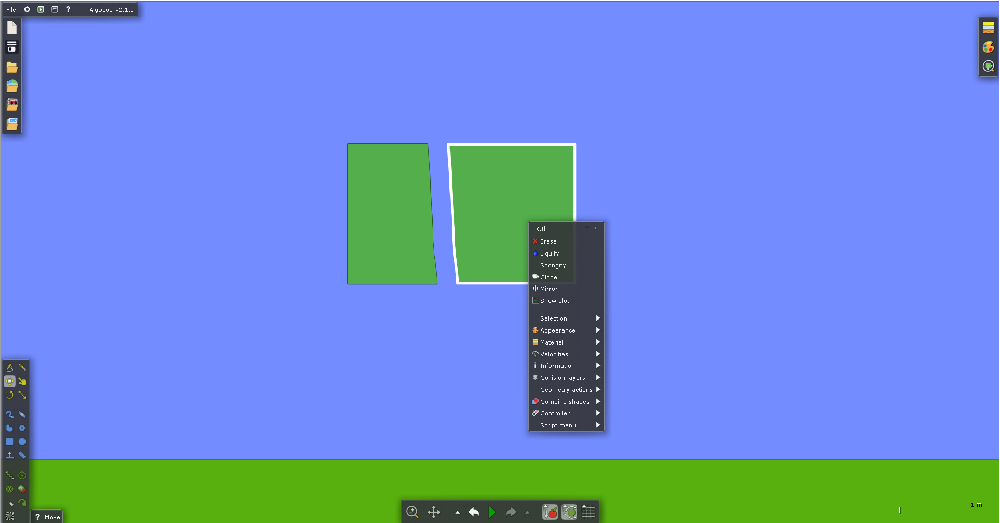 File ? Algodoo v2.1.0
Edit
Erase
Liquify
Spongify
Clone
Mirror
Show plot
Selection
Appearance
Material
Velocities
Information
Collision layers
Geometry actions
Combine shapes
Controller
Script menu
1 m
? Move